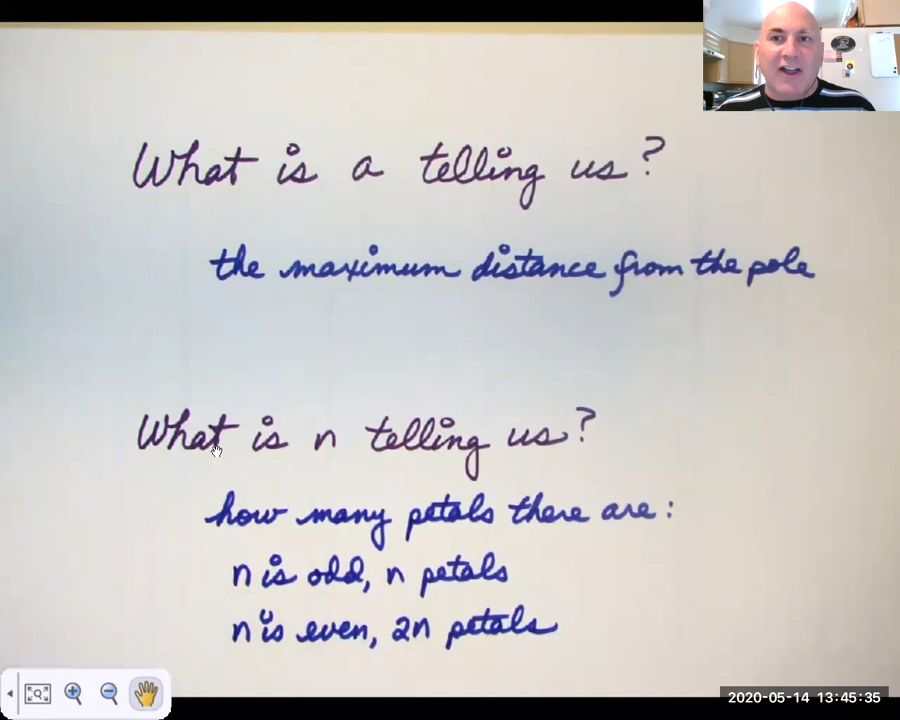 What is a telling us?
the maximum distance from the pole
What is n telling us?
how many petals there are:
n is odd, n petals
n is even, 2n petals
2020-05-14 13:45:35